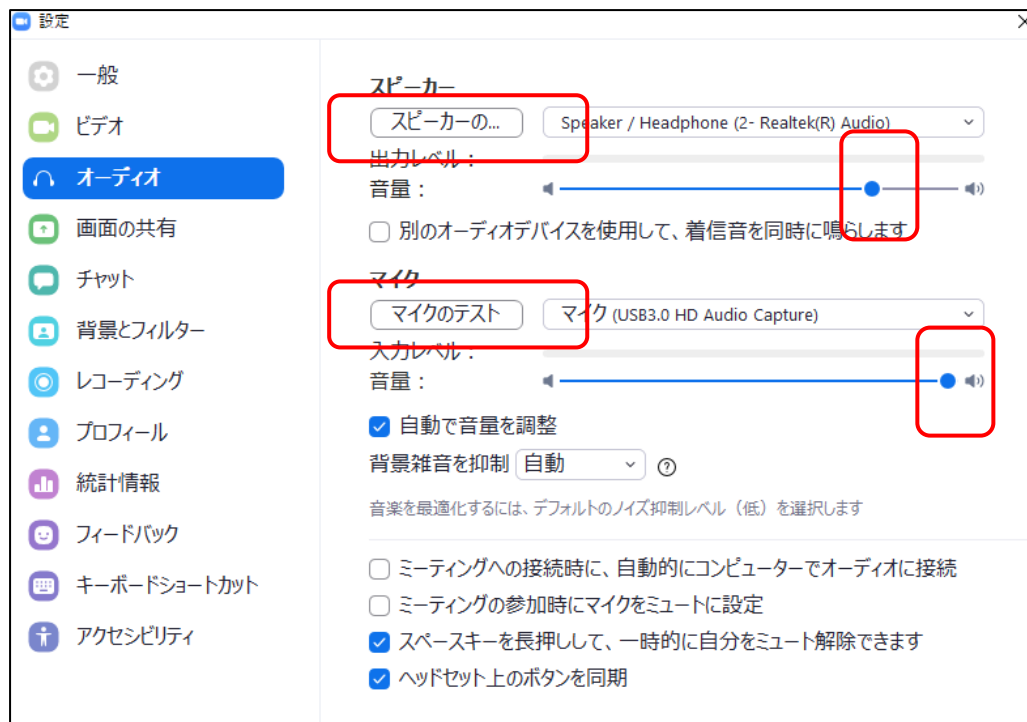 設定
一般
ビデオ
オーディオ
画面の共有
チャット
背景とフィルター
レコーディング
プロフィール
統計情報
フィードバック
キーボードショートカット
アクセシビリティ
スピーカー
スピーカーの...
Speaker / Headphone (2- Realtek(R) Audio)
出力レベル：
音量：
別のオーディオデバイスを使用して、着信音を同時に鳴らします
マイク
マイクのテスト
マイク (USB3.0 HD Audio Capture)
入力レベル：
音量：
自動で音量を調整
背景雑音を抑制 自動
音楽を最適化するには、デフォルトのノイズ抑制レベル（低）を選択します
ミーティングへの接続時に、自動的にコンピューターでオーディオに接続
ミーティングの参加時にマイクをミュートに設定
スペースキーを長押しして、一時的に自分をミュート解除できます
ヘッドセット上のボタンを同期